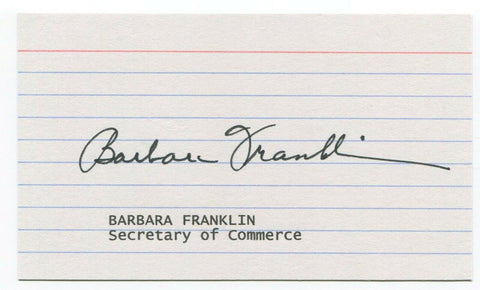 Barbara Franklin
BARBARA FRANKLIN
Secretary of Commerce